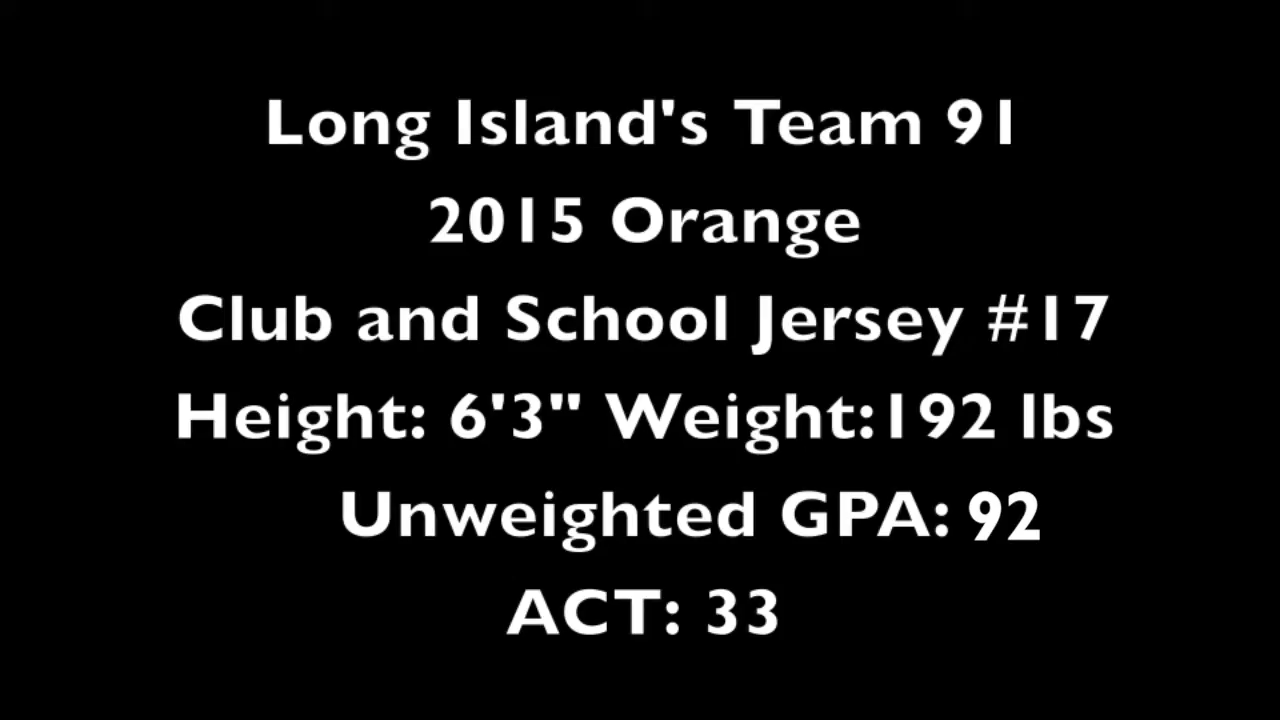 Long Island's Team 91
2015 Orange
Club and School Jersey #17
Height: 6'3" Weight:192 lbs
Unweighted GPA: 92
ACT: 33